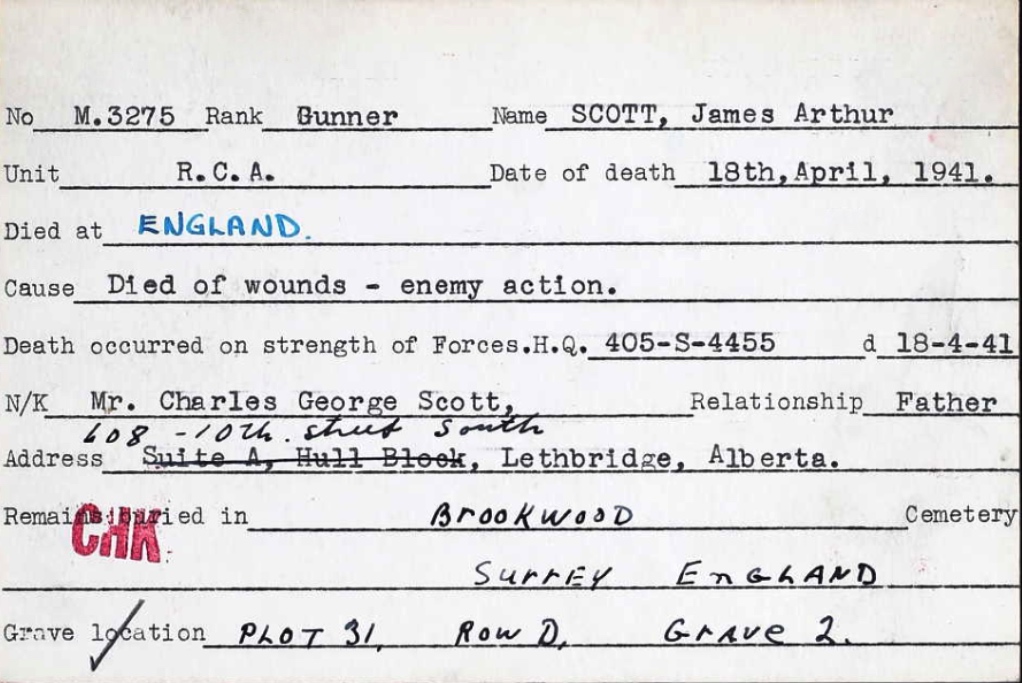 No M.3275 Rank Gunner Name SCOTT, James Arthur
Unit R.C.A. Date of death 18th,April, 1941.
Died at ENGLAND.
Cause Died of wounds - enemy action.
Death occurred on strength of Forces.H.Q. 405-S-4455 d 18-4-41
N/K Mr. Charles George Scott, Relationship Father
608 - 10th. street South
Address Suite A, Hull Block, Lethbridge, Alberta.
Remains buried in BrookWooD Cemetery
CHK
SurrEY EnGLAND
Grave location PLOT 31, Row D, GrAve 2.